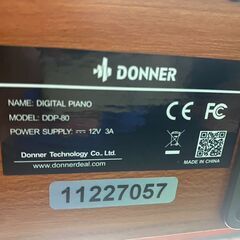 DONNER
NAME: DIGITAL PIANO
MODEL: DDP-80
POWER SUPPLY: ⎓ 12V 3A
CE FC
Donner Technology Co., Ltd.
www.donnerdeal.com
MADE IN CHINA
11227057